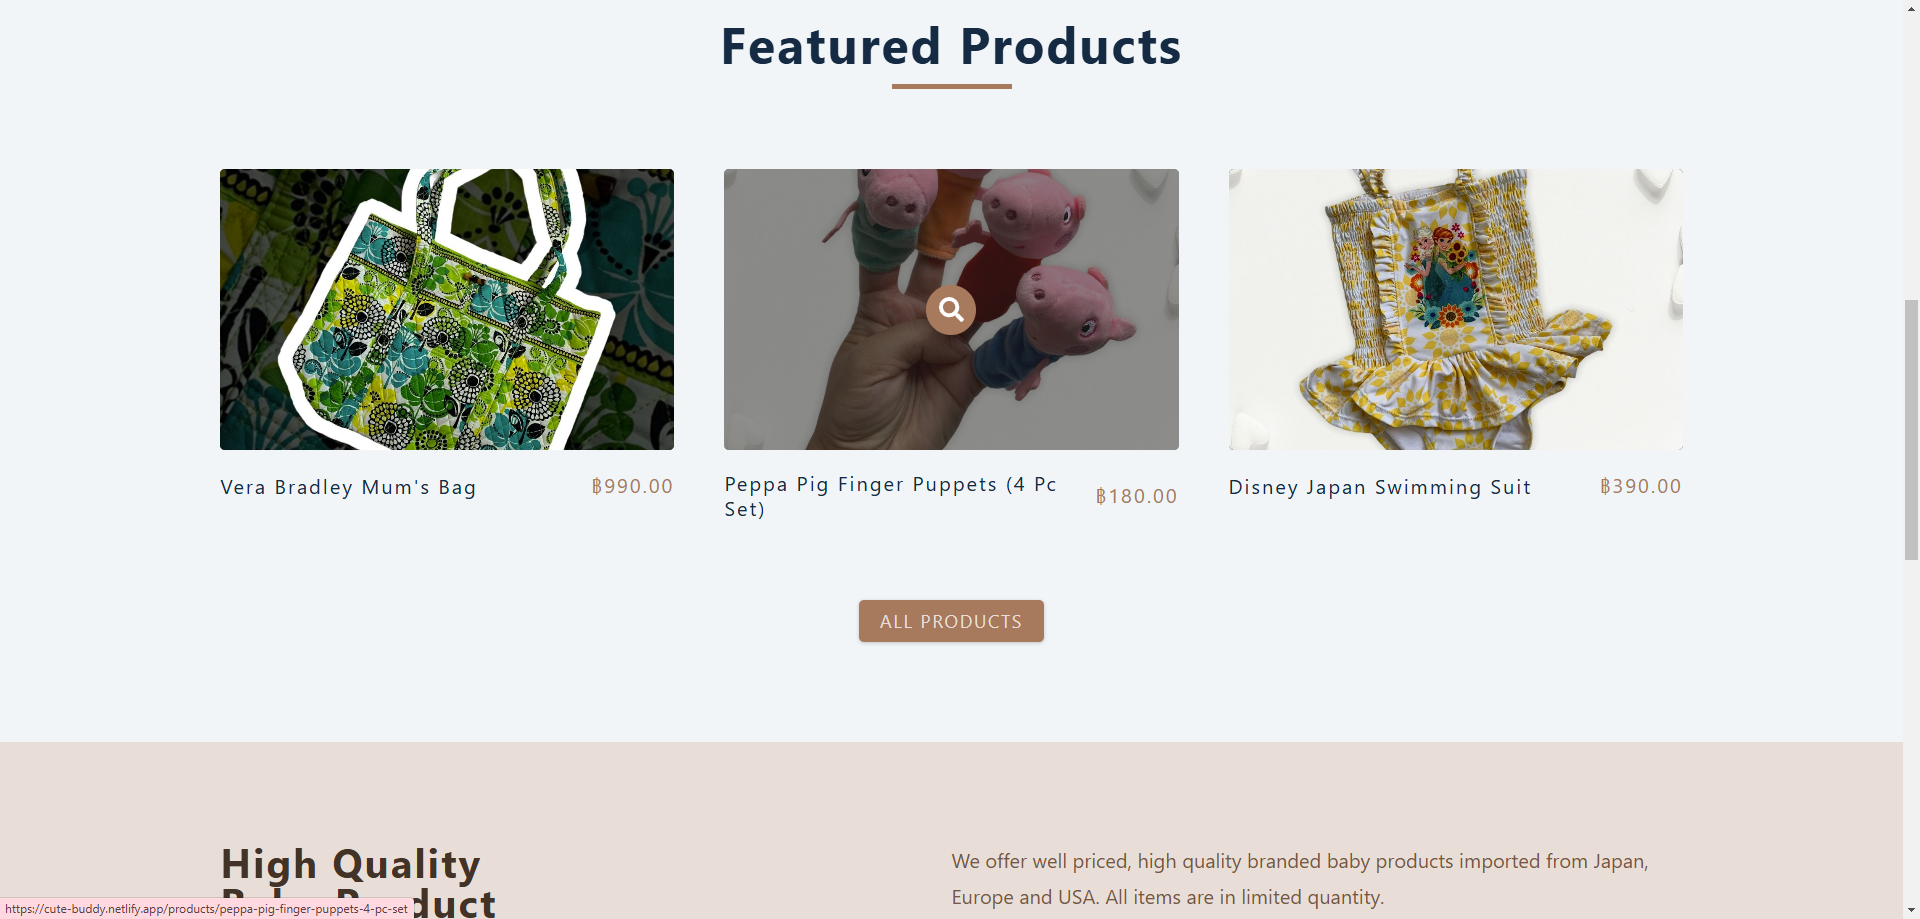 Featured Products
Vera Bradley Mum's Bag
฿990.00
Peppa Pig Finger Puppets (4 Pc
Set)
฿180.00
Disney Japan Swimming Suit
฿390.00
ALL PRODUCTS
High Quality
Baby Product
We offer well priced, high quality branded baby products imported from Japan,
Europe and USA. All items are in limited quantity.
https://cute-buddy.netlify.app/products/peppa-pig-finger-puppets-4-pc-set